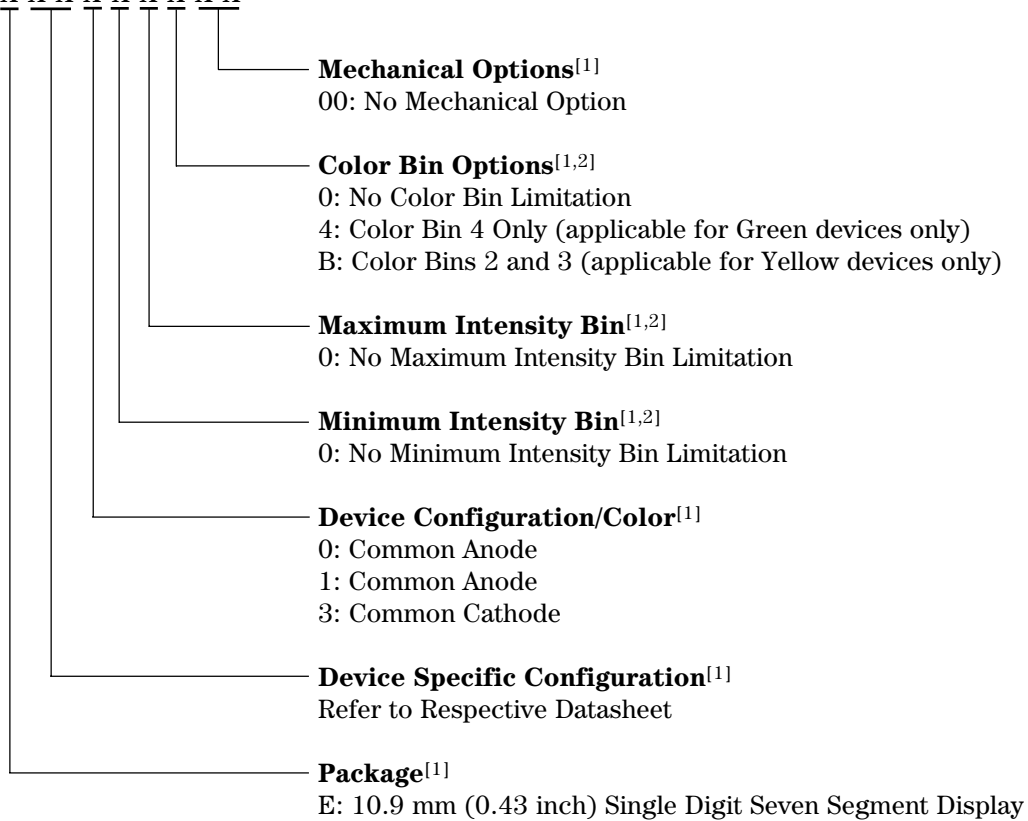 Mechanical Options[1]
00: No Mechanical Option
Color Bin Options[1,2]
0: No Color Bin Limitation
4: Color Bin 4 Only (applicable for Green devices only)
B: Color Bins 2 and 3 (applicable for Yellow devices only)
Maximum Intensity Bin[1,2]
0: No Maximum Intensity Bin Limitation
Minimum Intensity Bin[1,2]
0: No Minimum Intensity Bin Limitation
Device Configuration/Color[1]
0: Common Anode
1: Common Anode
3: Common Cathode
Device Specific Configuration[1]
Refer to Respective Datasheet
Package[1]
E: 10.9 mm (0.43 inch) Single Digit Seven Segment Display